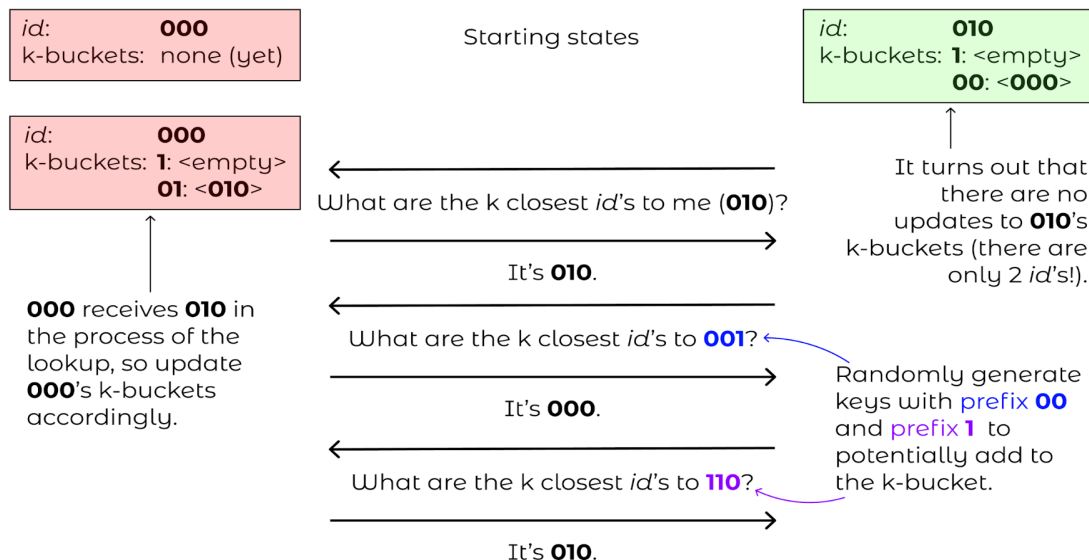 id: 000
k-buckets: none (yet)
Starting states
id: 010
k-buckets: 1: <empty>
00: <000>
id: 000
k-buckets: 1: <empty>
01: <010>
What are the k closest id's to me (010)?
It's 010.
It turns out that
there are no
updates to 010's
k-buckets (there are
only 2 id's!).
000 receives 010 in
the process of the
lookup, so update
000's k-buckets
accordingly.
What are the k closest id's to 001?
It's 000.
Randomly generate
keys with prefix 00
and prefix 1 to
potentially add to
the k-bucket.
What are the k closest id's to 110?
It's 010.